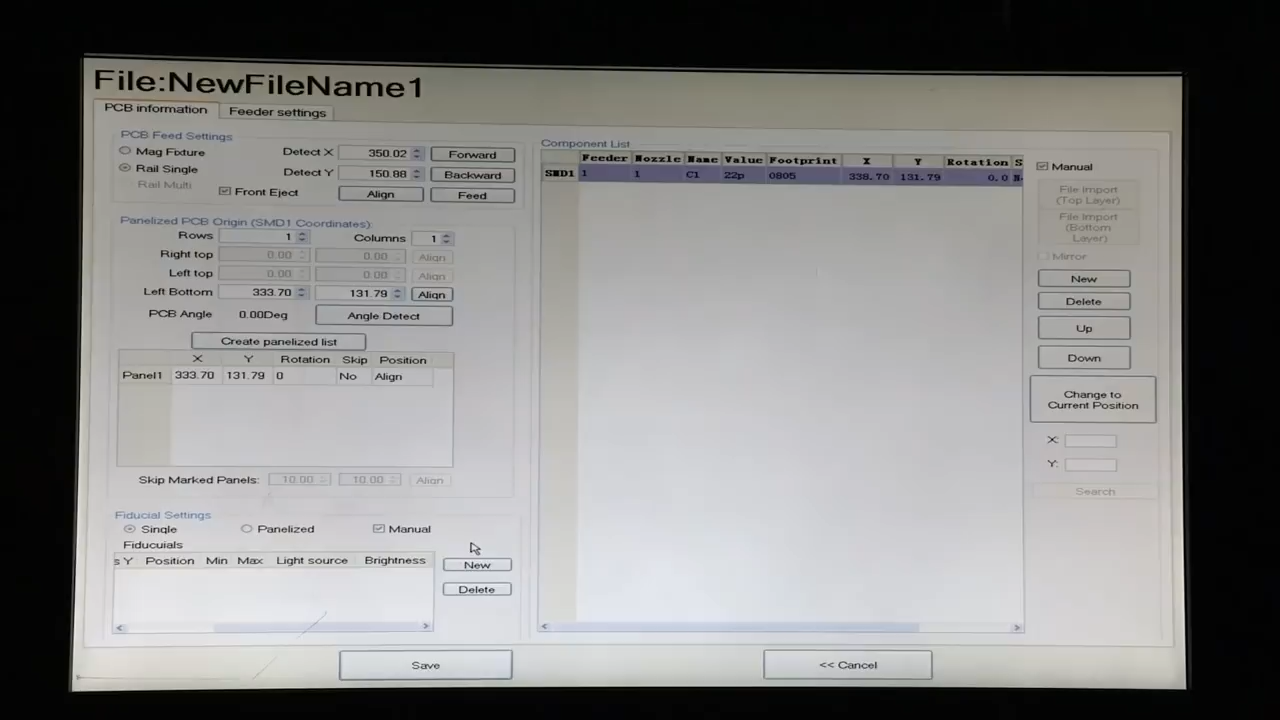 File:NewFileName1
PCB information
Feeder settings
PCB Feed Settings
Mag Fixture
Detect X
350.02
Forward
Rail Single
Detect Y
150.88
Backward
Rail Multi
Front Eject
Align
Feed
Panelized PCB Origin (SMD1 Coordinates):
Rows
1
Columns
1
Right top
0.00
0.00
Align
Left top
0.00
0.00
Align
Left Bottom
333.70
131.79
Align
PCB Angle
0.00Deg
Angle Detect
Create panelized list
X Y Rotation Skip Position
Panel1 333.70 131.79 0 No Align
Skip Marked Panels:
10.00
10.00
Align
Fiducial Settings
Single
Panelized
Manual
Fiducuials
s Y Position Min Max Light source Brightness
New
Delete
Component List
Feeder Nozzle Name Value Footprint X Y Rotation S
SMD1 1 1 C1 22p 0805 338.70 131.79 0.0
Manual
File Import
(Top Layer)
File Import
(Bottom
Layer)
Mirror
New
Delete
Up
Down
Change to
Current Position
X:
Y:
Search
Save
<< Cancel